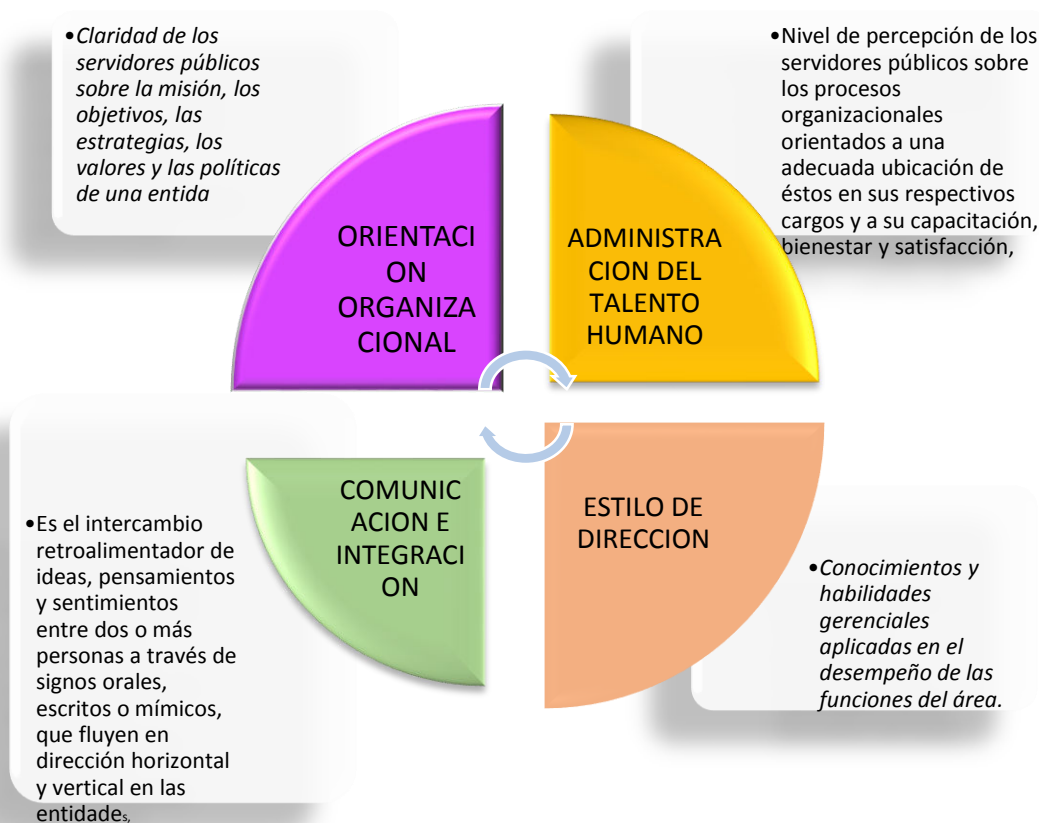 •Claridad de los
servidores públicos
sobre la misión, los
objetivos, las
estrategias, los
valores y las políticas
de una entida
•Nivel de percepción de los
servidores públicos sobre
los procesos
organizacionales
orientados a una
adecuada ubicación de
éstos en sus respectivos
cargos y a su capacitación,
bienestar y satisfacción,
ORIENTACI
ON
ORGANIZA
CIONAL
ADMINISTRA
CION DEL
TALENTO
HUMANO
COMUNIC
ACION E
INTEGRACI
ON
ESTILO DE
DIRECCION
•Es el intercambio
retroalimentador de
ideas, pensamientos
y sentimientos
entre dos o más
personas a través de
signos orales,
escritos o mímicos,
que fluyen en
dirección horizontal
y vertical en las
entidades,
•Conocimientos y
habilidades
gerenciales
aplicadas en el
desempeño de las
funciones del área.